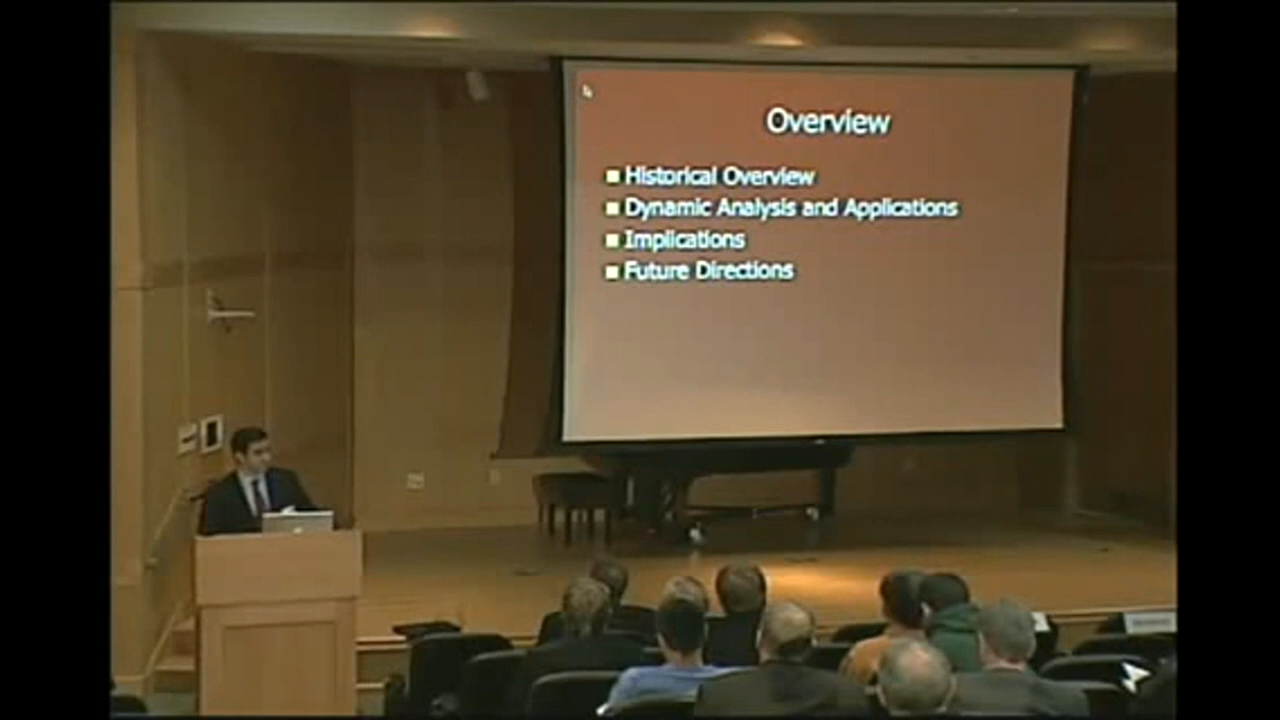 Overview
Historical Overview
Dynamic Analysis and Applications
Implications
Future Directions